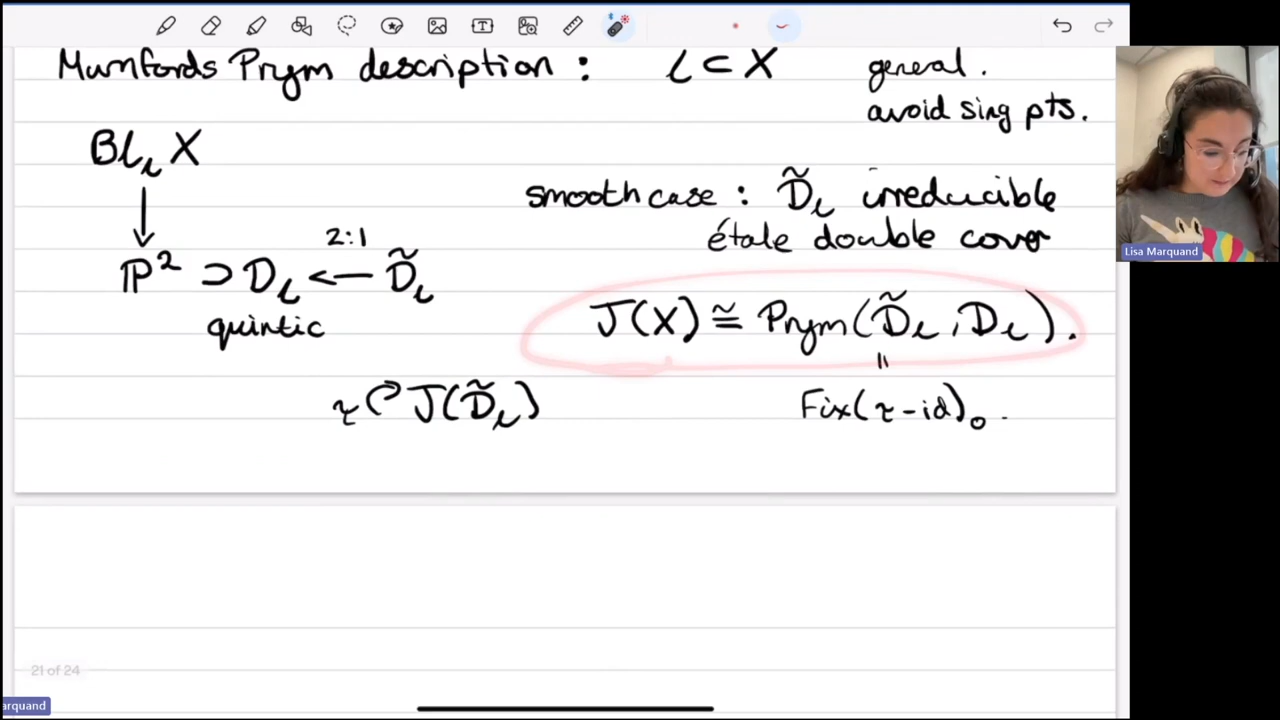 Mumfords Prym description : l ⊂ X general.
avoid sing pts.
Bl_l X
smooth case : D̃_l irreducible
étale double cover
2:1
ℙ² ⊃ D_l ← D̃_l
quintic
J(X) ≅ Prym(D̃_l, D_l).
||
τ ↻ J(D̃_l)
Fix(τ-id)₀.
21 of 24
arquand
Lisa Marquand